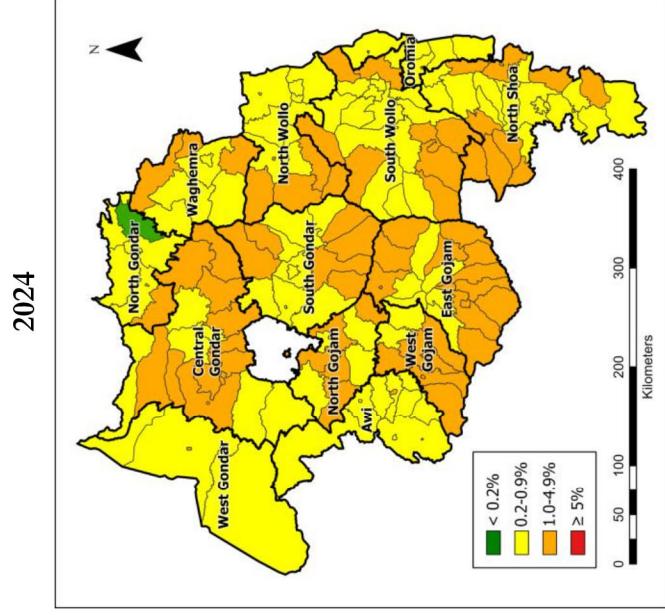 2024
N
North Gondar
Waghemra
North Wollo
Oromia
West Gondar
Central
Gondar
South Gondar
South Wollo
North Shoa
North Gojam
Awi
West
Gojam
East Gojam
< 0.2%
0.2-0.9%
1.0-4.9%
≥ 5%
0 50 100 200 300 400
Kilometers